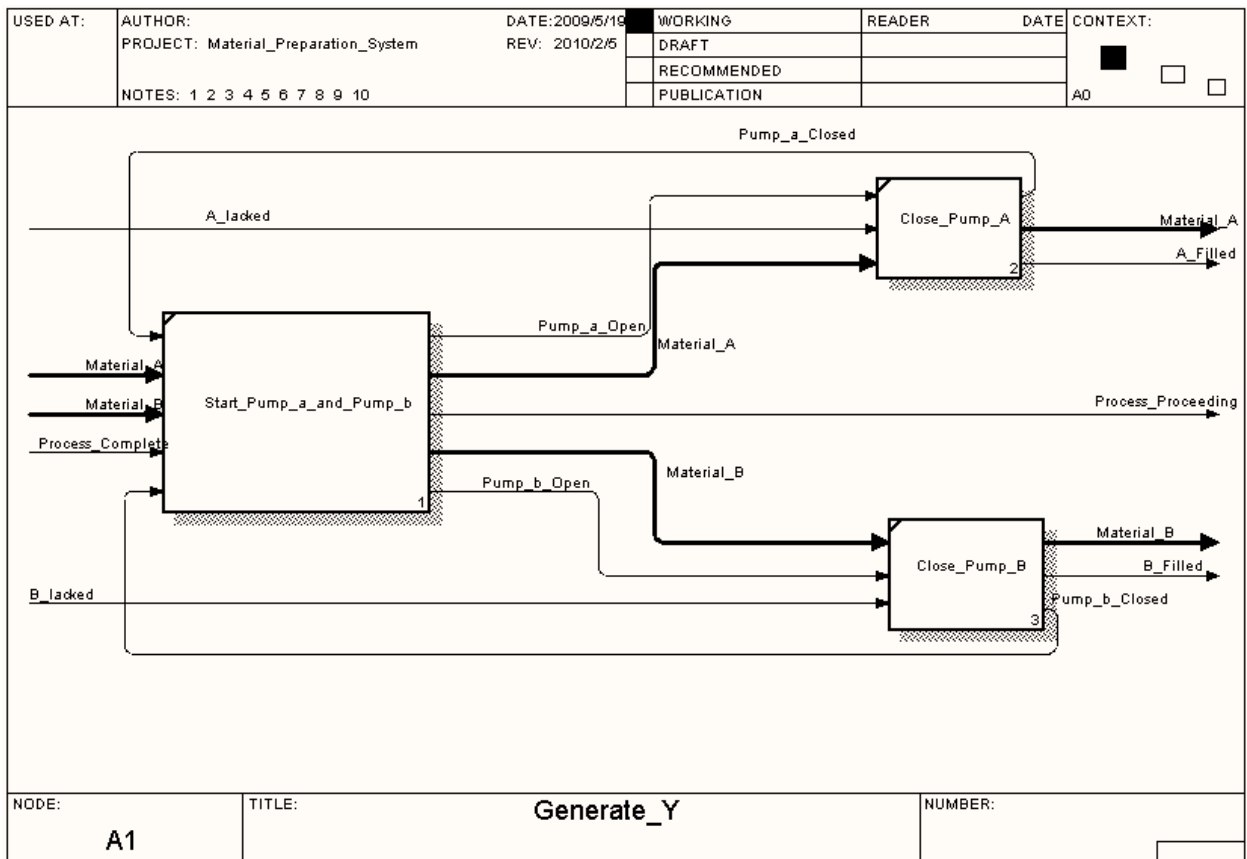 USED AT:
AUTHOR:
DATE:2009/5/19
WORKING
READER
DATE
CONTEXT:
PROJECT: Material_Preparation_System
REV: 2010/2/5
DRAFT
RECOMMENDED
NOTES: 1 2 3 4 5 6 7 8 9 10
PUBLICATION
A0
Pump_a_Closed
A_lacked
Close_Pump_A
2
Material_A
A_Filled
Pump_a_Open
Material_A
Material_A
Material_B
Start_Pump_a_and_Pump_b
Process_Proceeding
Process_Complete
Material_B
Pump_b_Open
1
Material_B
Close_Pump_B
B_Filled
B_lacked
Pump_b_Closed
3
NODE:
TITLE:
Generate_Y
NUMBER:
A1